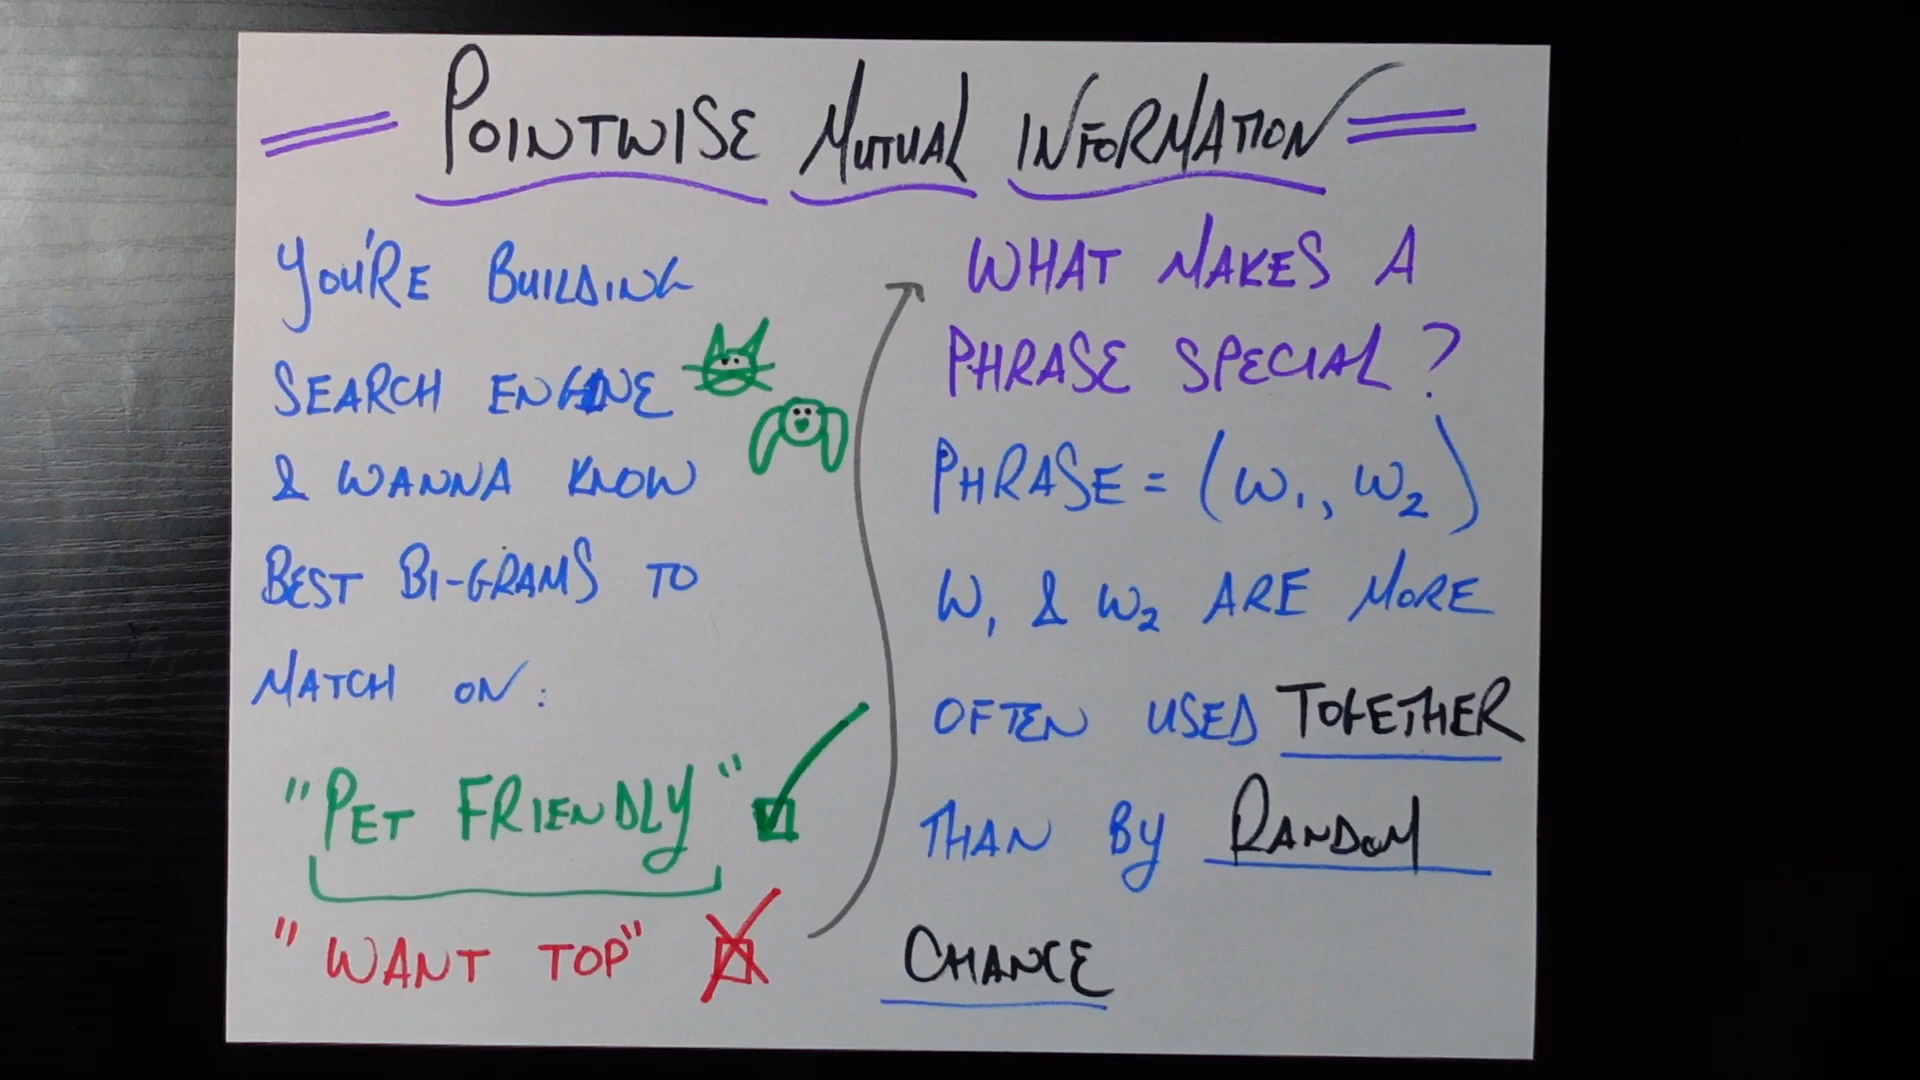 POINTWISE MUTUAL INFORMATION
YOU'RE BUILDING
SEARCH ENGINE
& WANNA KNOW
BEST BI-GRAMS TO
MATCH ON:
"PET FRIENDLY"
"WANT TOP"
WHAT MAKES A
PHRASE SPECIAL?
PHRASE = (W1, W2)
W1 & W2 ARE MORE
OFTEN USED TOGETHER
THAN BY RANDOM
CHANCE